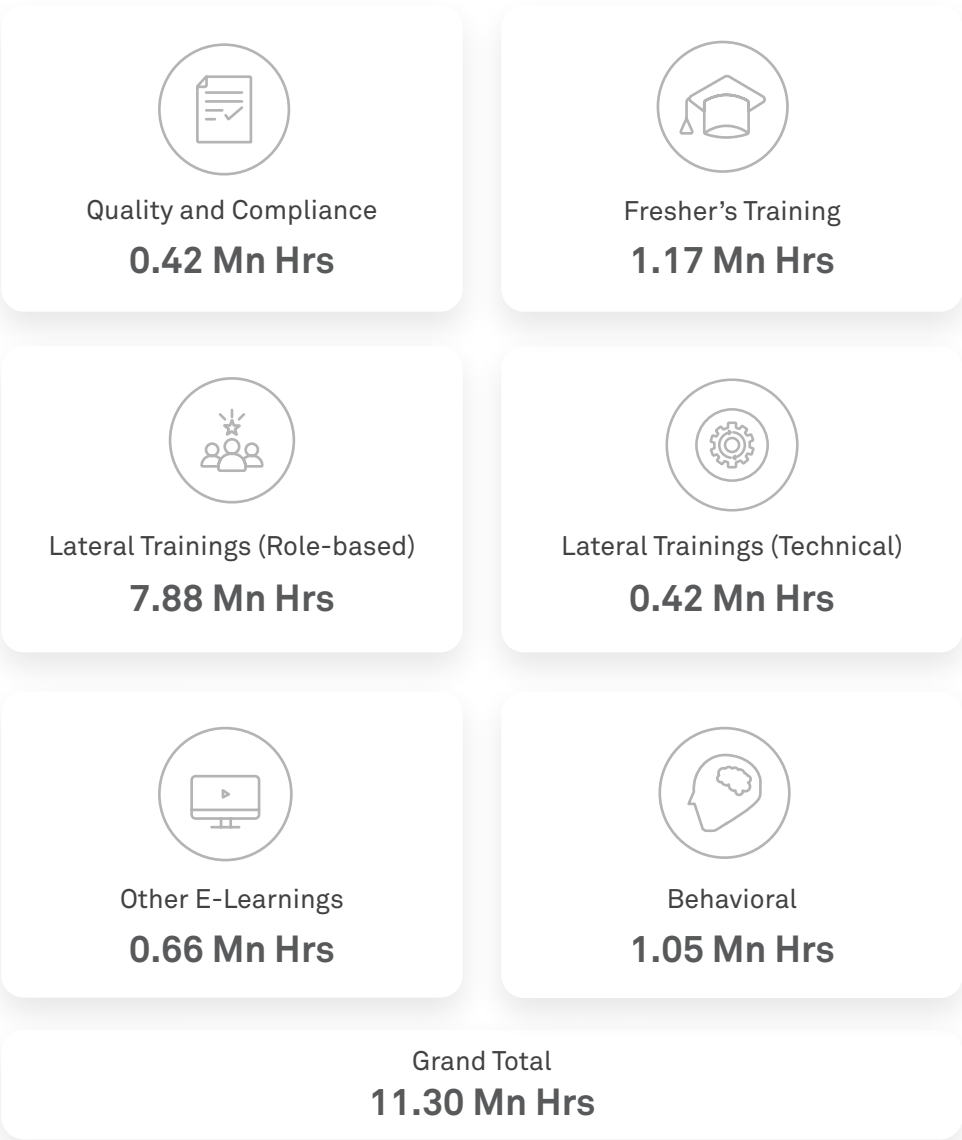 Quality and Compliance
0.42 Mn Hrs
Fresher’s Training
1.17 Mn Hrs
Lateral Trainings (Role-based)
7.88 Mn Hrs
Lateral Trainings (Technical)
0.42 Mn Hrs
Other E-Learnings
0.66 Mn Hrs
Behavioral
1.05 Mn Hrs
Grand Total
11.30 Mn Hrs